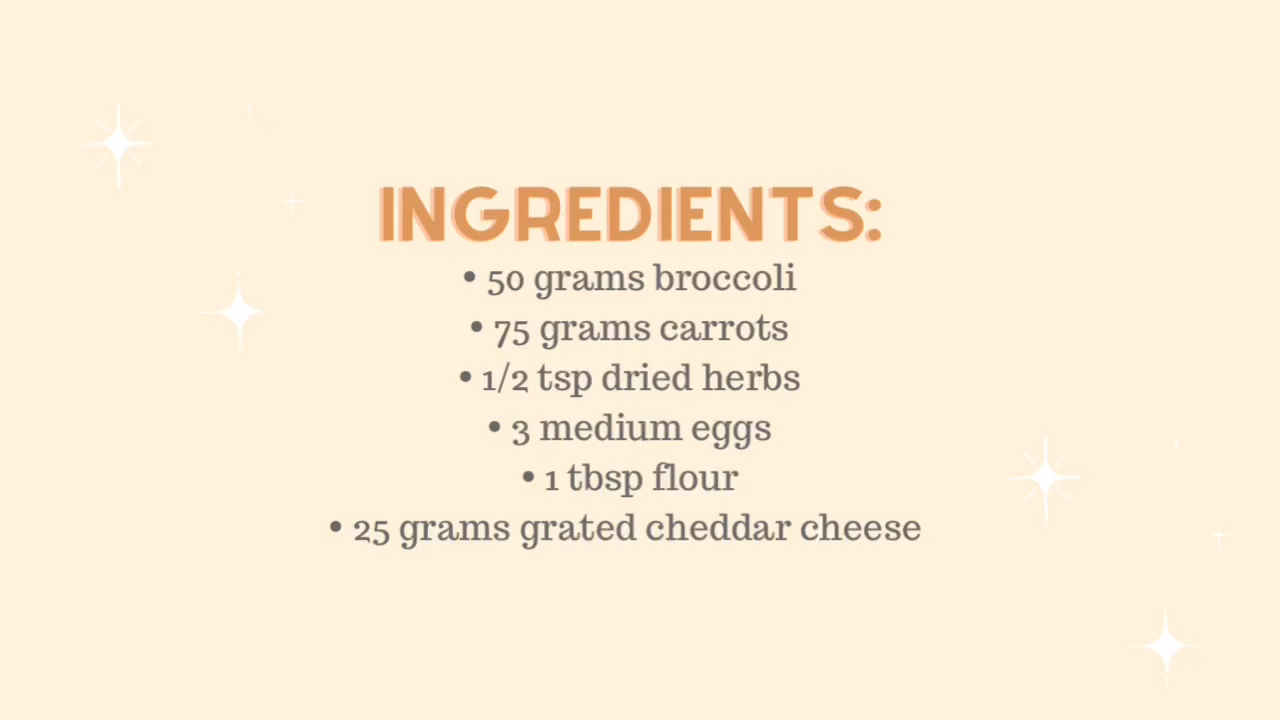 INGREDIENTS:
• 50 grams broccoli
• 75 grams carrots
• 1/2 tsp dried herbs
• 3 medium eggs
• 1 tbsp flour
• 25 grams grated cheddar cheese